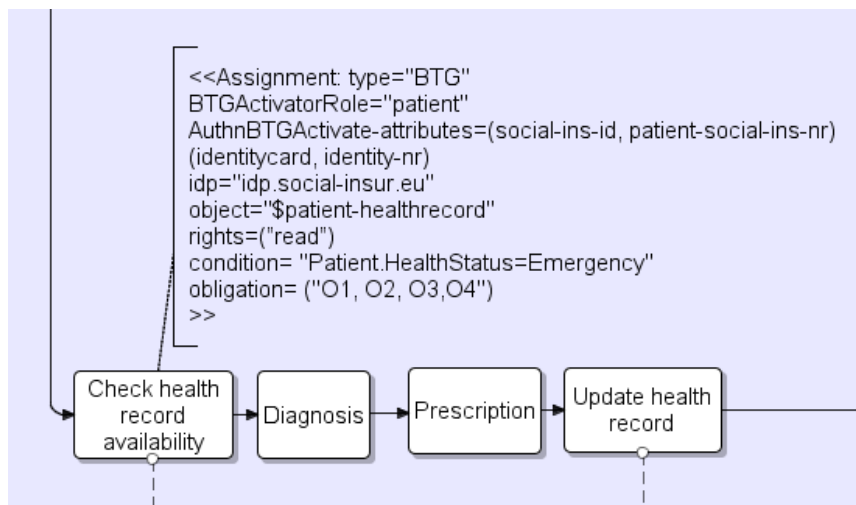 <<Assignment: type="BTG"
BTGActivatorRole="patient"
AuthnBTGActivate-attributes=(social-ins-id, patient-social-ins-nr)
(identitycard, identity-nr)
idp="idp.social-insur.eu"
object="$patient-healthrecord"
rights=("read")
condition= "Patient.HealthStatus=Emergency"
obligation= ("O1, O2, O3,O4")
>>
Check health
record
availability
Diagnosis
Prescription
Update health
record